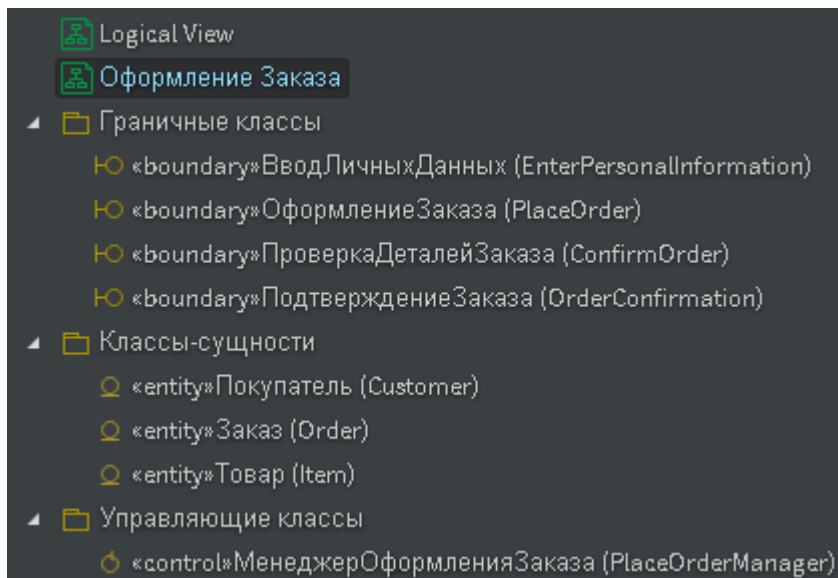 Logical View
Оформление Заказа
Граничные классы
«boundary»ВводЛичныхДанных (EnterPersonalInformation)
«boundary»ОформлениеЗаказа (PlaceOrder)
«boundary»ПроверкаДеталейЗаказа (ConfirmOrder)
«boundary»ПодтверждениеЗаказа (OrderConfirmation)
Классы-сущности
«entity»Покупатель (Customer)
«entity»Заказ (Order)
«entity»Товар (Item)
Управляющие классы
«control»МенеджерОформленияЗаказа (PlaceOrderManager)